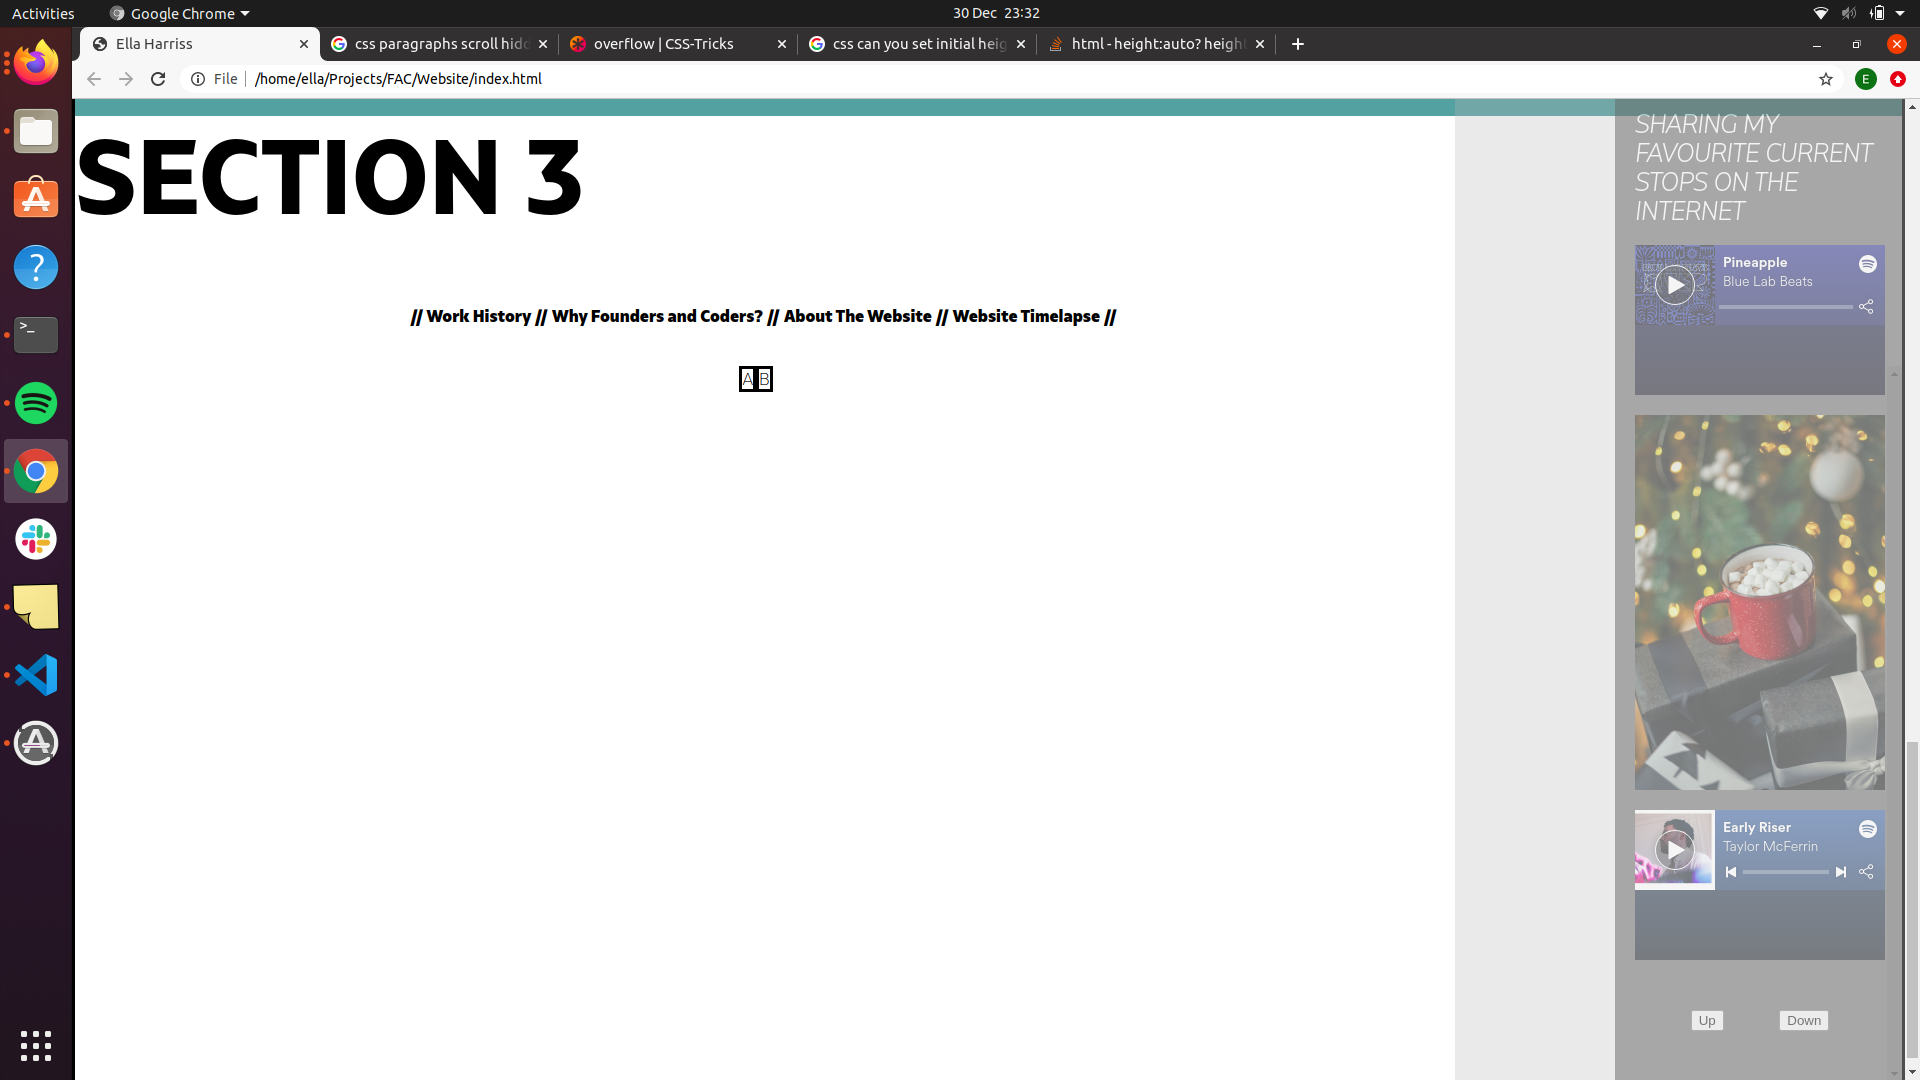 Activities
Google Chrome
30 Dec 23:32
Ella Harriss
css paragraphs scroll hidd
overflow | CSS-Tricks
css can you set initial heig
html - height:auto? height
File
/home/ella/Projects/FAC/Website/index.html
E
SECTION 3
// Work History // Why Founders and Coders? // About The Website // Website Timelapse //
A B
SHARING MY
FAVOURITE CURRENT
STOPS ON THE
INTERNET
Pineapple
Blue Lab Beats
Early Riser
Taylor McFerrin
Up
Down